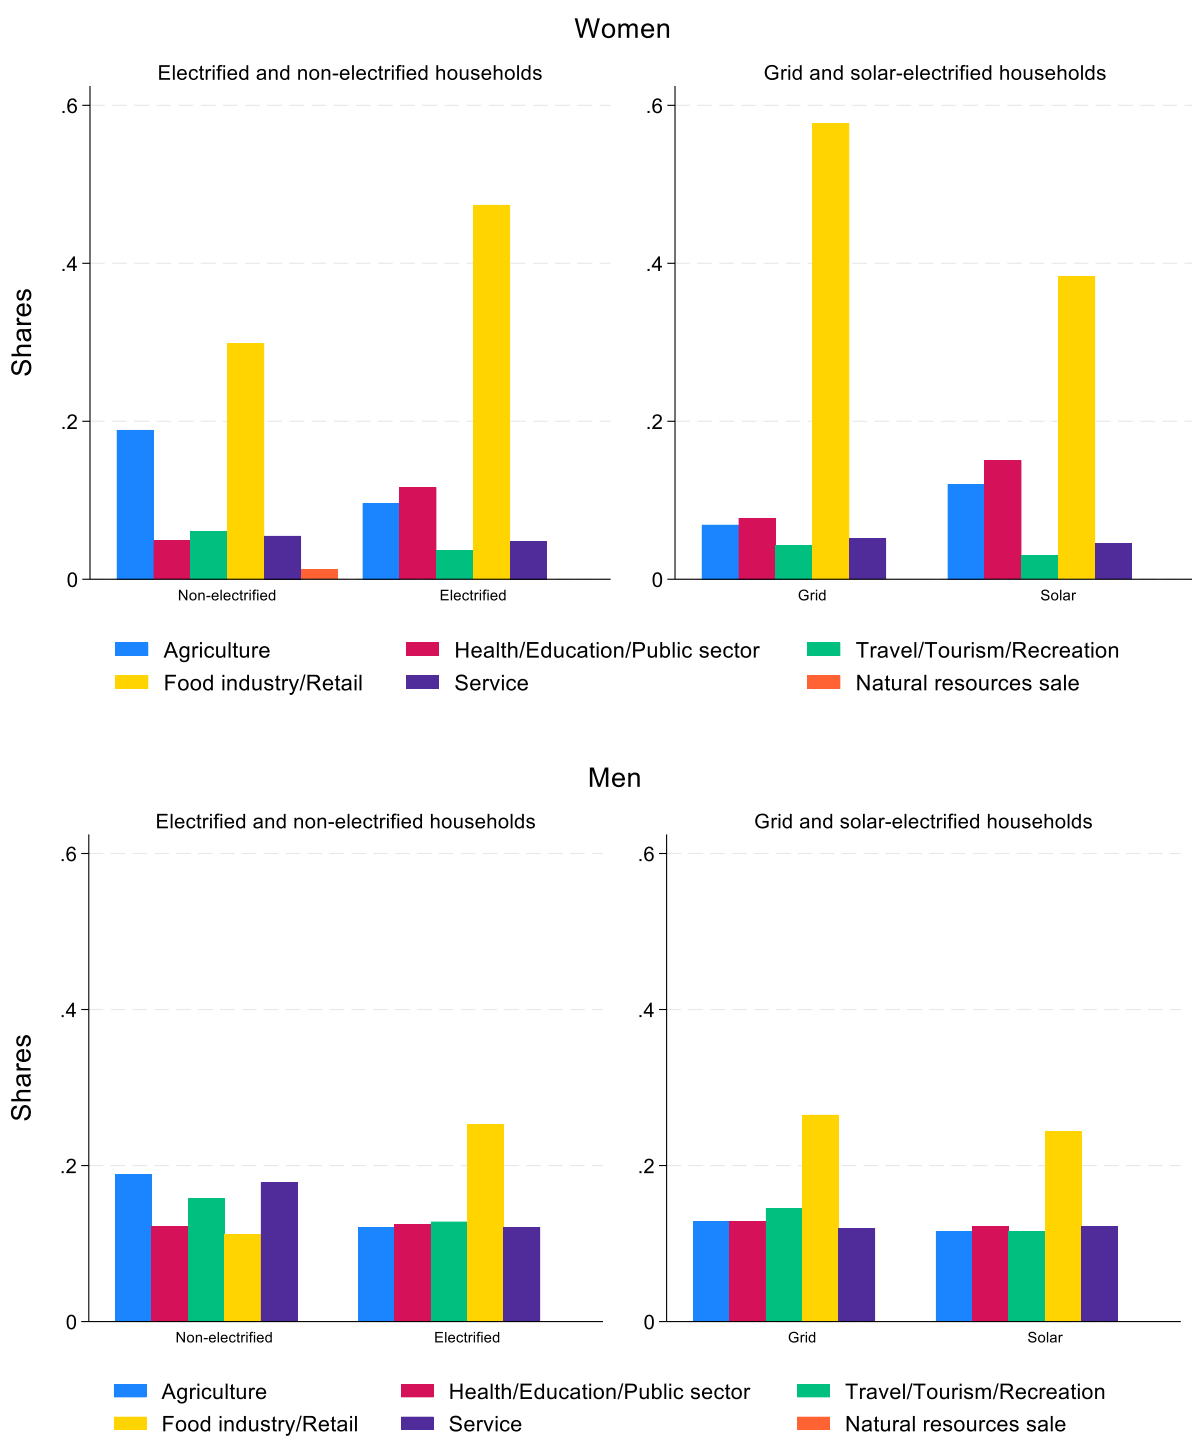 Women
Electrified and non-electrified households
Grid and solar-electrified households
Shares
.6
.4
.2
0
Non-electrified
Electrified
.6
.4
.2
0
Grid
Solar
Agriculture
Health/Education/Public sector
Travel/Tourism/Recreation
Food industry/Retail
Service
Natural resources sale
Men
Electrified and non-electrified households
Grid and solar-electrified households
Shares
.6
.4
.2
0
Non-electrified
Electrified
.6
.4
.2
0
Grid
Solar
Agriculture
Health/Education/Public sector
Travel/Tourism/Recreation
Food industry/Retail
Service
Natural resources sale